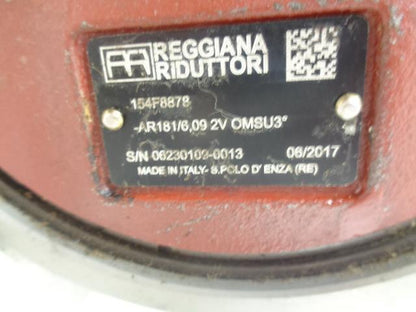 REGGIANA
RIDUTTORI
154F8878
-AR181/6,09 2V OMSU3*
S/N 06230109-0013 06/2017
MADE IN ITALY- S.POLO D' ENZA (RE)